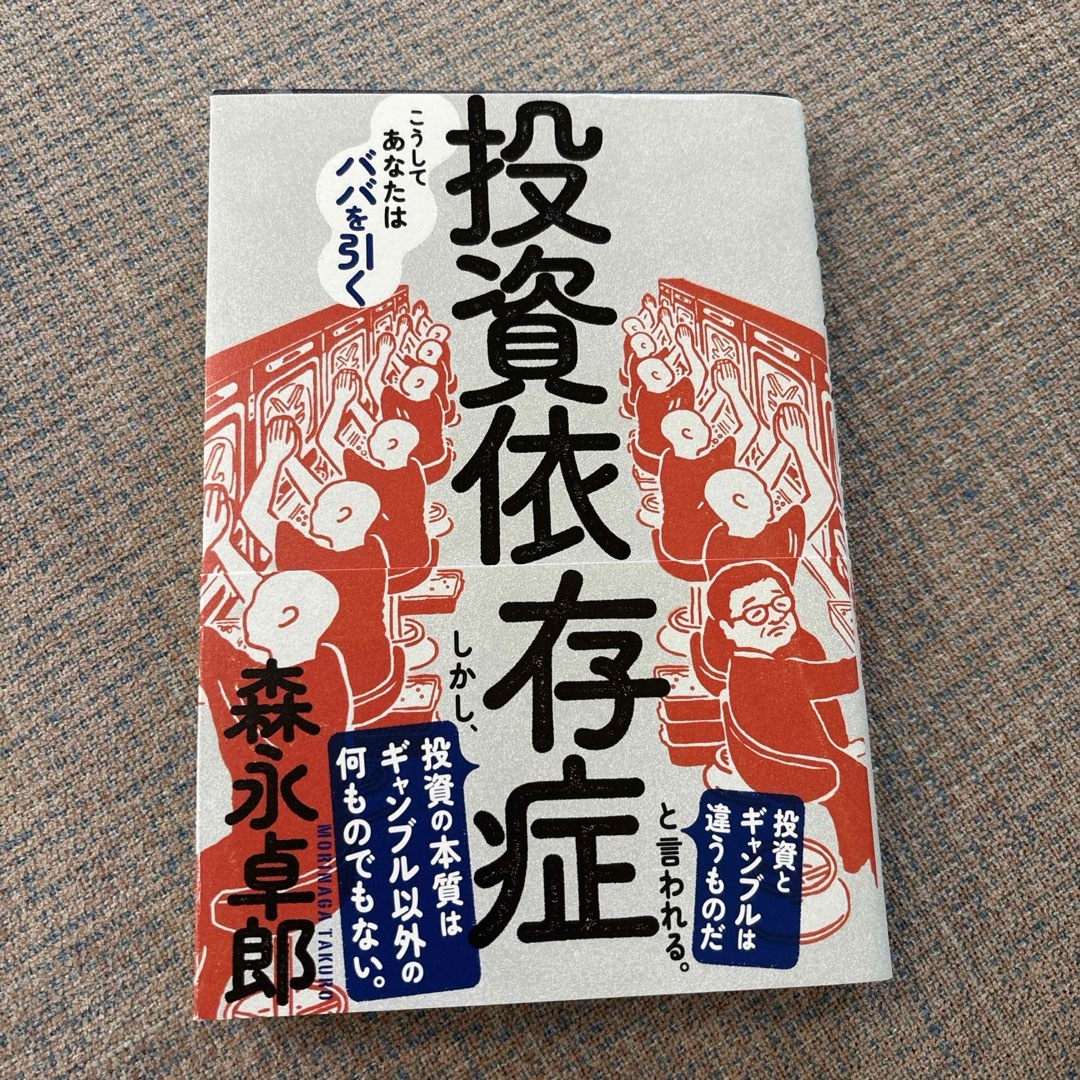 投資依存症
こうして
あなたは
ババを引く
投資と
ギャンブルは
違うものだ
と言われる。
しかし、
投資の本質は
ギャンブル以外の
何ものでもない。
森永卓郎
MORINAGA TAKURO